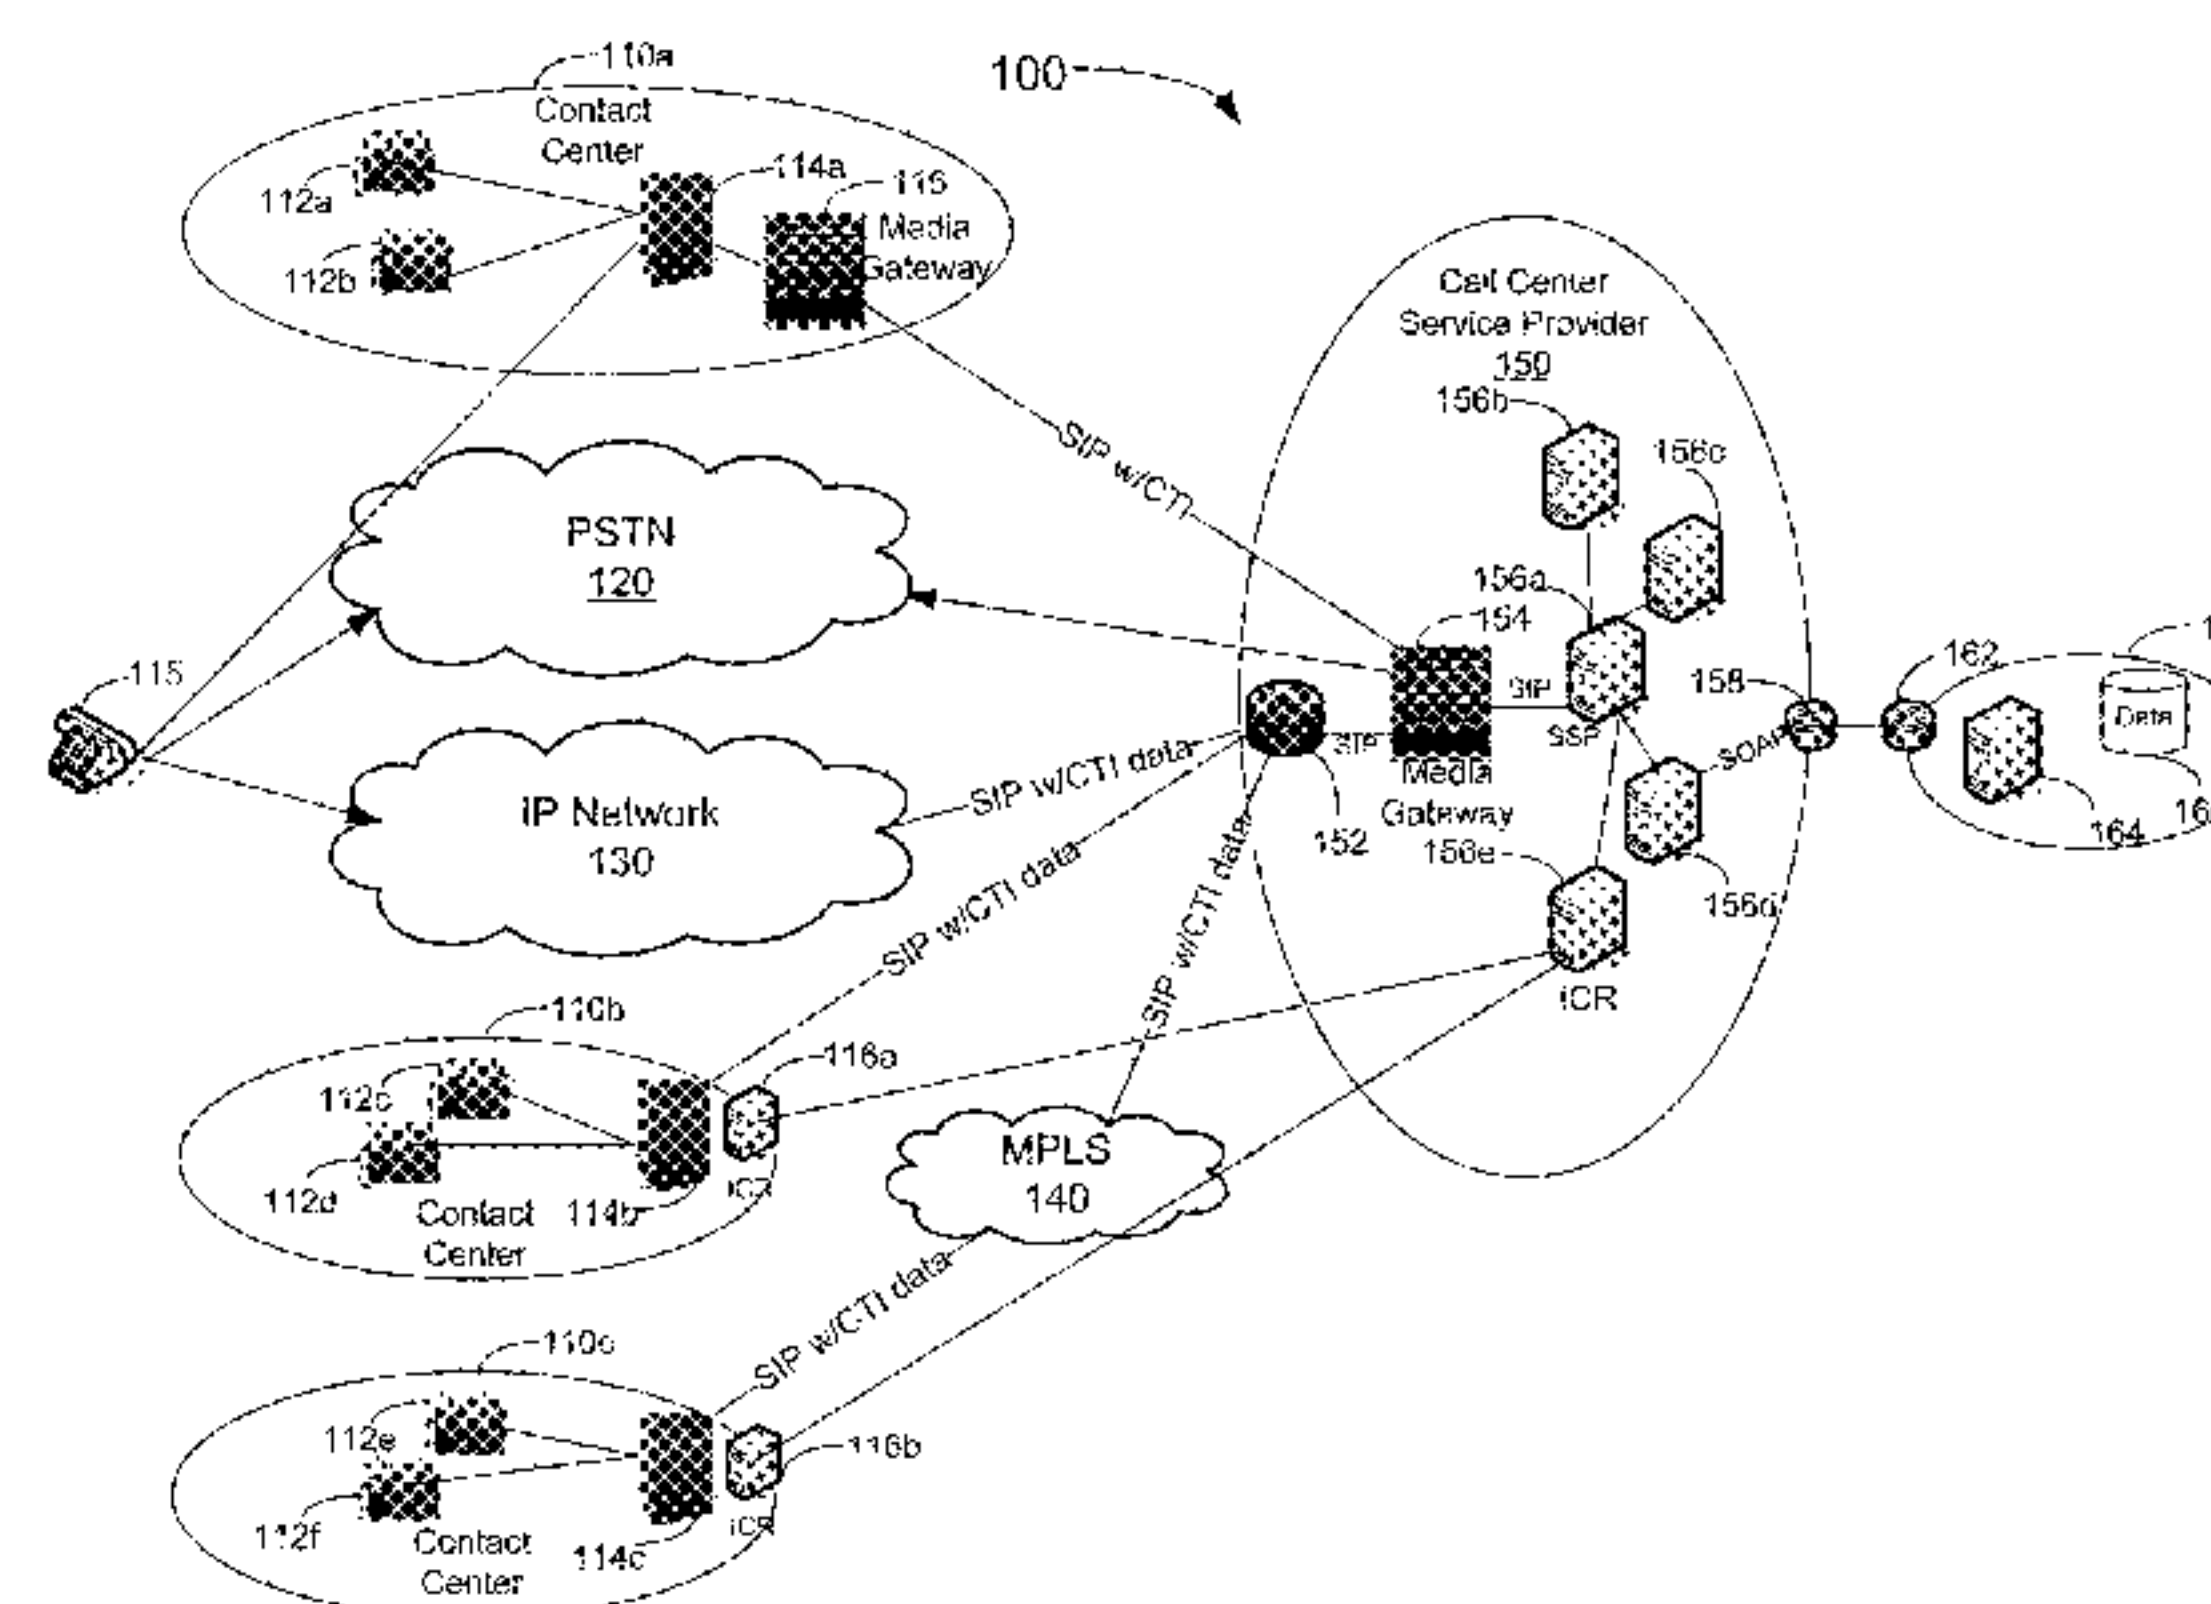 110a
100
Contact
Center
114a
116
112a
Media
Gateway
112b
Call Center
Service Provider
150
156b
156c
SIP w/CTI
PSTN
120
156a
154
162
115
158
SIP
Data
SSP
SOAP
SIP
Media
Gateway
SIP w/CTI data
IP Network
130
152
164
156e
156d
SIP w/CTI data
SIP w/CTI data
iCR
110b
116a
112c
MPLS
140
112d
iCR
Contact
Center
114b
SIP w/CTI data
110c
112e
116b
112f
iCR
Contact
Center
114c